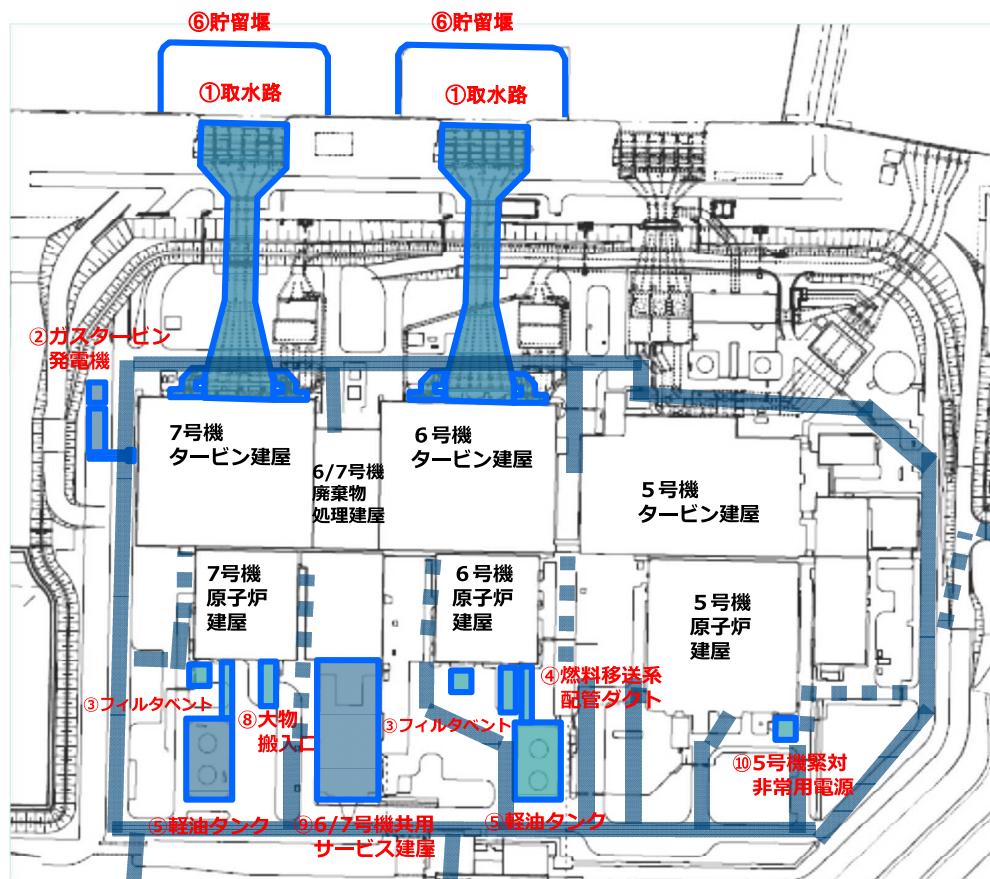 ⑥貯留堰
⑥貯留堰
①取水路
①取水路
②ガスタービン
発電機
7号機
タービン建屋
6/7号機
廃棄物
処理建屋
６号機
タービン建屋
５号機
タービン建屋
7号機
原子炉
建屋
６号機
原子炉
建屋
５号機
原子炉
建屋
③フィルタベント
⑧大物
搬入口
③フィルタベント
④燃料移送系
配管ダクト
⑩5号機緊対
非常用電源
⑤軽油タンク
⑨6/7号機共用
サービス建屋
⑤軽油タンク